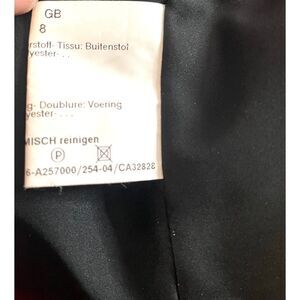 GB
8
rstoff- Tissu: Buitenstof
yester- . .
g- Doublure: Voering
yester- . . .
MISCH reinigen
P
6-A257000/254-04/CA32828